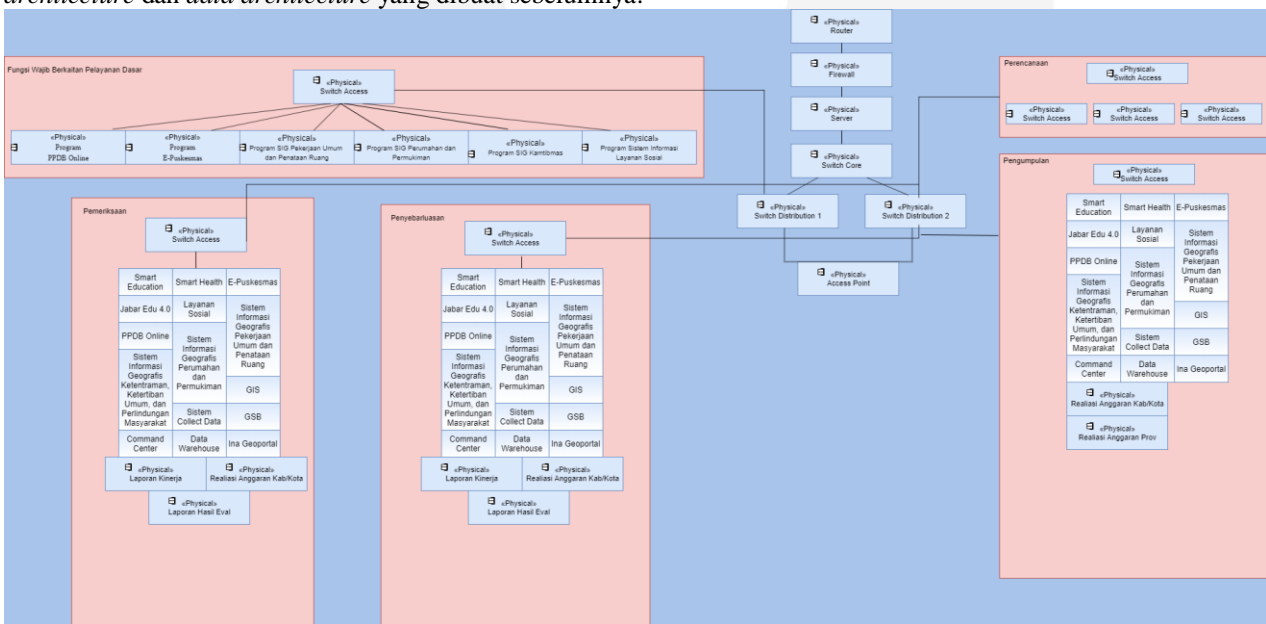 architecture dan data architecture yang dibuat sebelumnya.
«Physical»
Router
«Physical»
Firewall
«Physical»
Server
«Physical»
Switch Core
«Physical»
Switch Distribution 1
«Physical»
Switch Distribution 2
«Physical»
Access Point
Fungsi Wajib Berkaitan Pelayanan Dasar
«Physical»
Switch Access
«Physical»
Program
PPDB Online
«Physical»
Program
E-Puskesmas
«Physical»
Program SIG Pekerjaan Umum
dan Penataan Ruang
«Physical»
Program SIG Perumahan dan
Permukiman
«Physical»
Program SIG Kamtibmas
«Physical»
Program Sistem Informasi
Layanan Sosial
Perencanaan
«Physical»
Switch Access
«Physical»
Switch Access
«Physical»
Switch Access
«Physical»
Switch Access
Pemeriksaan
«Physical»
Switch Access
Smart
Education
Smart Health
E-Puskesmas
Jabar Edu 4.0
Layanan
Sosial
Sistem
Informasi
Geografis
Pekerjaan
Umum dan
Penataan
Ruang
PPDB Online
Sistem
Informasi
Geografis
Perumahan
dan
Permukiman
Sistem
Informasi
Geografis
Ketentraman,
Ketertiban
Umum, dan
Perlindungan
Masyarakat
GIS
Sistem
Collect Data
GSB
Command
Center
Data
Warehouse
Ina Geoportal
«Physical»
Laporan Kinerja
«Physical»
Realiasi Anggaran Kab/Kota
«Physical»
Laporan Hasil Eval
Penyebarluasan
«Physical»
Switch Access
Smart
Education
Smart Health
E-Puskesmas
Jabar Edu 4.0
Layanan
Sosial
Sistem
Informasi
Geografis
Pekerjaan
Umum dan
Penataan
Ruang
PPDB Online
Sistem
Informasi
Geografis
Perumahan
dan
Permukiman
Sistem
Informasi
Geografis
Ketentraman,
Ketertiban
Umum, dan
Perlindungan
Masyarakat
GIS
Sistem
Collect Data
GSB
Command
Center
Data
Warehouse
Ina Geoportal
«Physical»
Laporan Kinerja
«Physical»
Realiasi Anggaran Kab/Kota
«Physical»
Laporan Hasil Eval
Pengumpulan
«Physical»
Switch Access
Smart
Education
Smart Health
E-Puskesmas
Jabar Edu 4.0
Layanan
Sosial
Sistem
Informasi
Geografis
Pekerjaan
Umum dan
Penataan
Ruang
PPDB Online
Sistem
Informasi
Geografis
Perumahan
dan
Permukiman
Sistem
Informasi
Geografis
Ketentraman,
Ketertiban
Umum, dan
Perlindungan
Masyarakat
GIS
Sistem
Collect Data
GSB
Command
Center
Data
Warehouse
Ina Geoportal
«Physical»
Realiasi Anggaran Kab/Kota
«Physical»
Realiasi Anggaran Prov